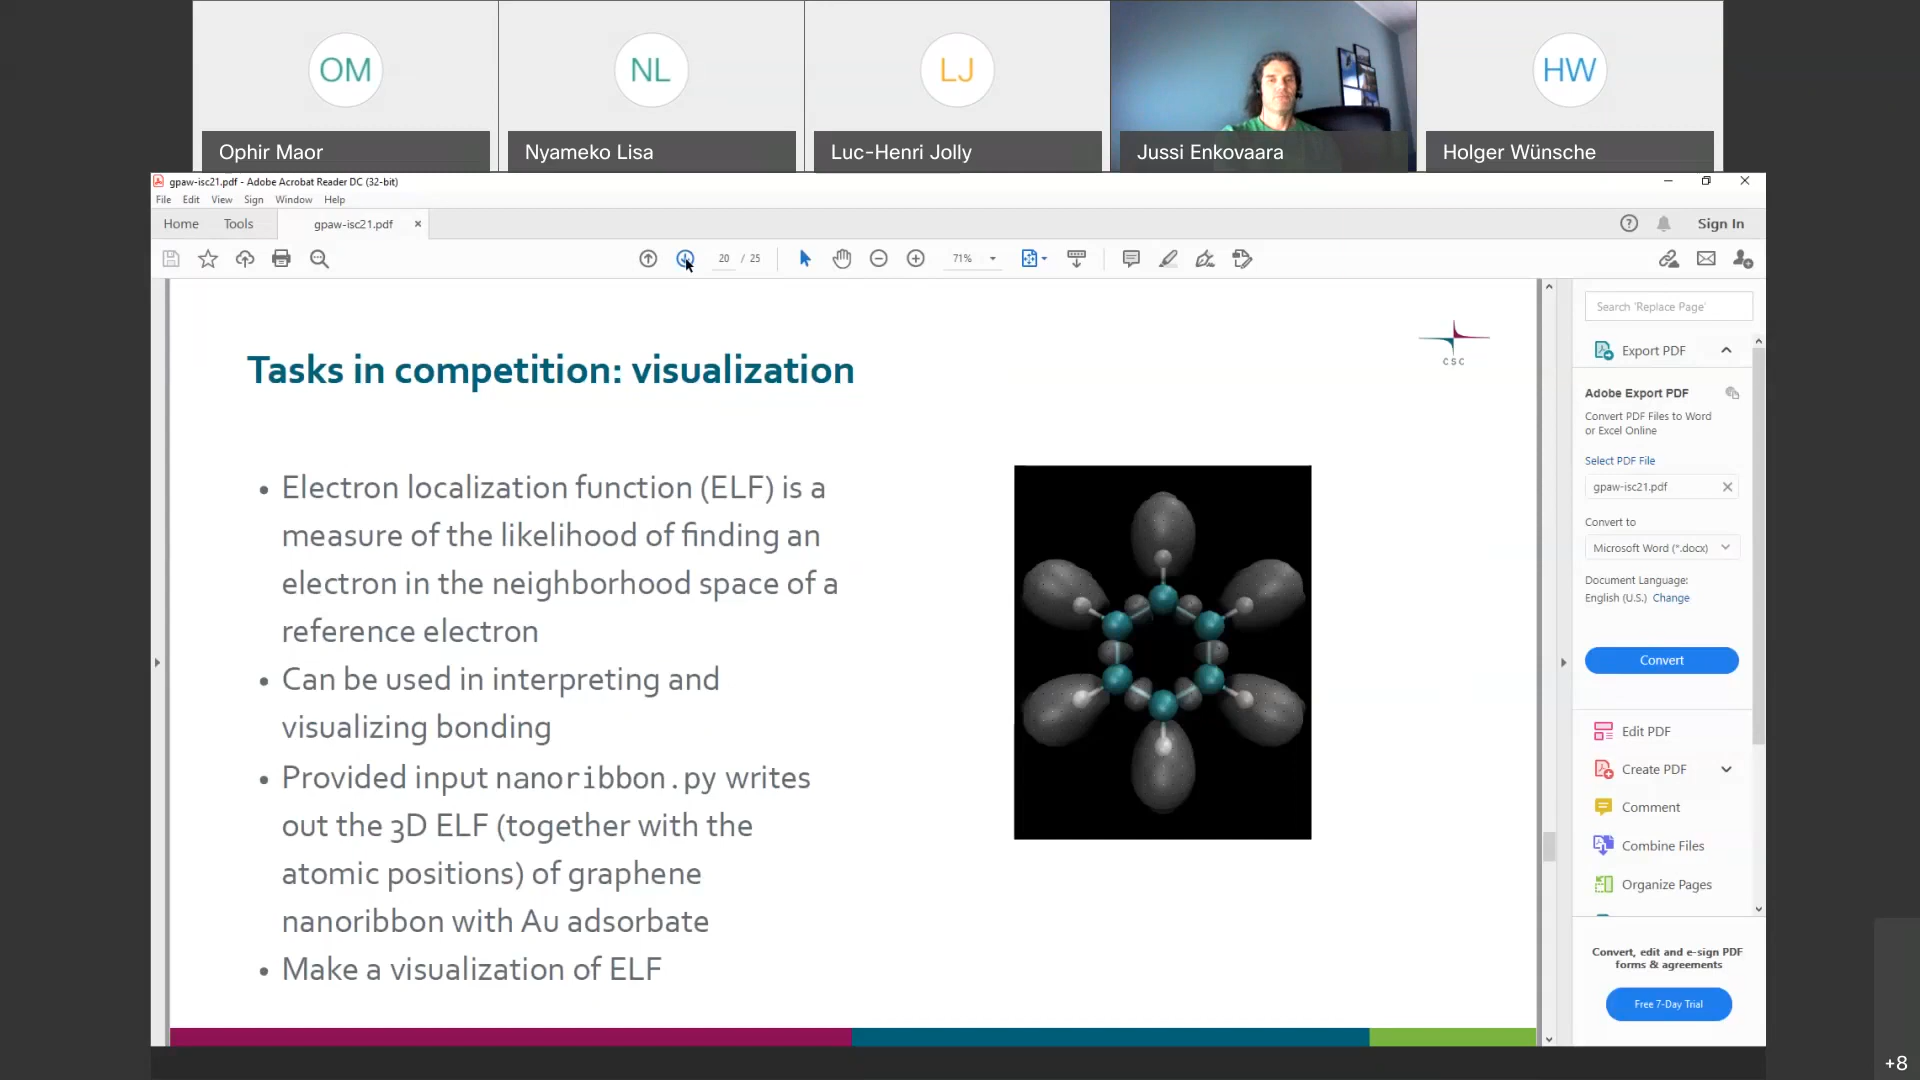 OM
NL
LJ
HW
Ophir Maor
Nyameko Lisa
Luc-Henri Jolly
Jussi Enkovaara
Holger Wünsche
gpaw-isc21.pdf - Adobe Acrobat Reader DC (32-bit)
File Edit View Sign Window Help
Home Tools gpaw-isc21.pdf Sign In
20 / 25 71%
Tasks in competition: visualization
CSC
• Electron localization function (ELF) is a
measure of the likelihood of finding an
electron in the neighborhood space of a
reference electron
• Can be used in interpreting and
visualizing bonding
• Provided input nanoribbon.py writes
out the 3D ELF (together with the
atomic positions) of graphene
nanoribbon with Au adsorbate
• Make a visualization of ELF
Search 'Replace Page'
Export PDF
Adobe Export PDF
Convert PDF Files to Word
or Excel Online
Select PDF File
gpaw-isc21.pdf
Convert to
Microsoft Word (*.docx)
Document Language:
English (U.S.) Change
Convert
Edit PDF
Create PDF
Comment
Combine Files
Organize Pages
Convert, edit and e-sign PDF
forms & agreements
Free 7-Day Trial
+8